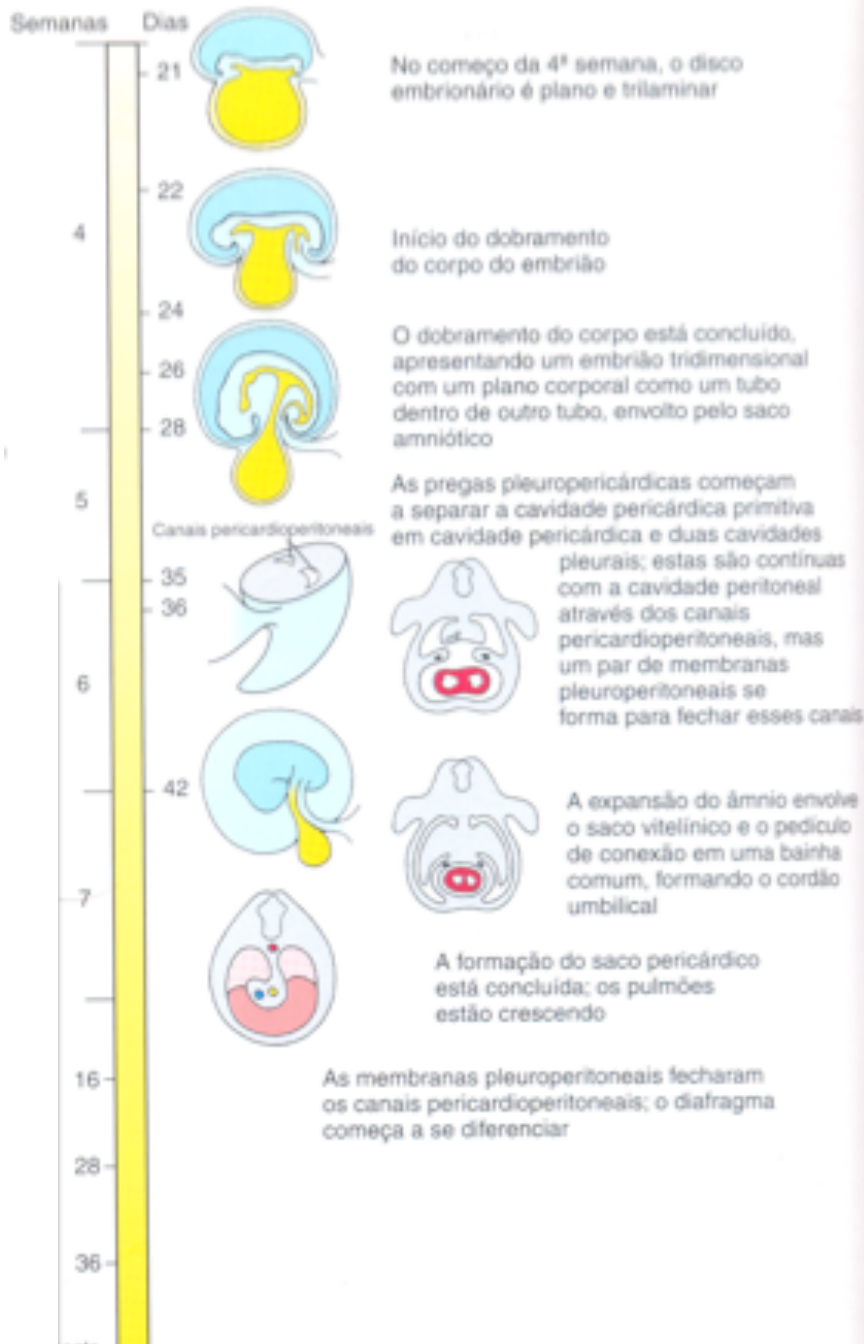 Semanas Dias
21
No começo da 4ª semana, o disco
embrionário é plano e trilaminar
22
4
Início do dobramento
do corpo do embrião
24
O dobramento do corpo está concluído,
apresentando um embrião tridimensional
com um plano corporal como um tubo
dentro de outro tubo, envolto pelo saco
amniótico
26
28
5
As pregas pleuropericárdicas começam
a separar a cavidade pericárdica primitiva
em cavidade pericárdica e duas cavidades
pleurais; estas são contínuas
com a cavidade peritoneal
através dos canais
pericardioperitoneais, mas
um par de membranas
pleuroperitoneais se
forma para fechar esses canais
Canais pericardioperitoneais
35
36
6
42
A expansão do âmnio envolve
o saco vitelínico e o pedículo
de conexão em uma bainha
comum, formando o cordão
umbilical
7
A formação do saco pericárdico
está concluída; os pulmões
estão crescendo
16
As membranas pleuroperitoneais fecharam
os canais pericardioperitoneais; o diafragma
começa a se diferenciar
28
36